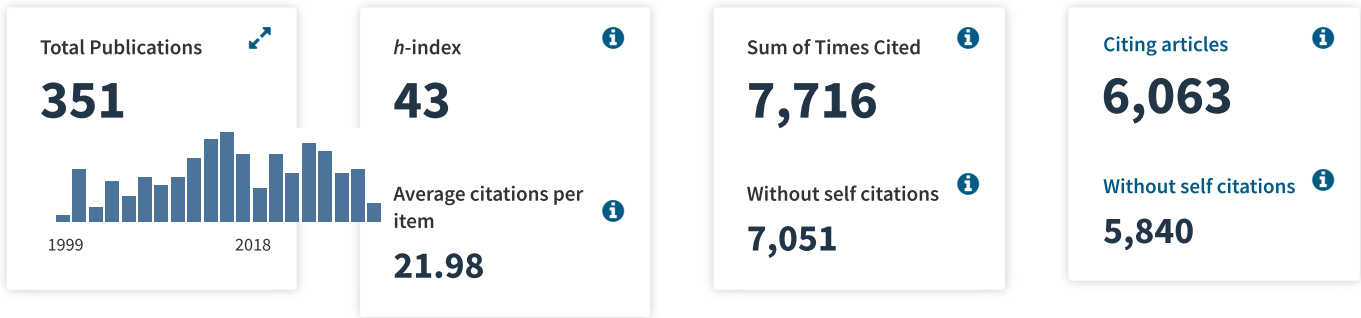 Total Publications
351
1999 2018
h-index
43
Average citations per
item
21.98
Sum of Times Cited
7,716
Without self citations
7,051
Citing articles
6,063
Without self citations
5,840